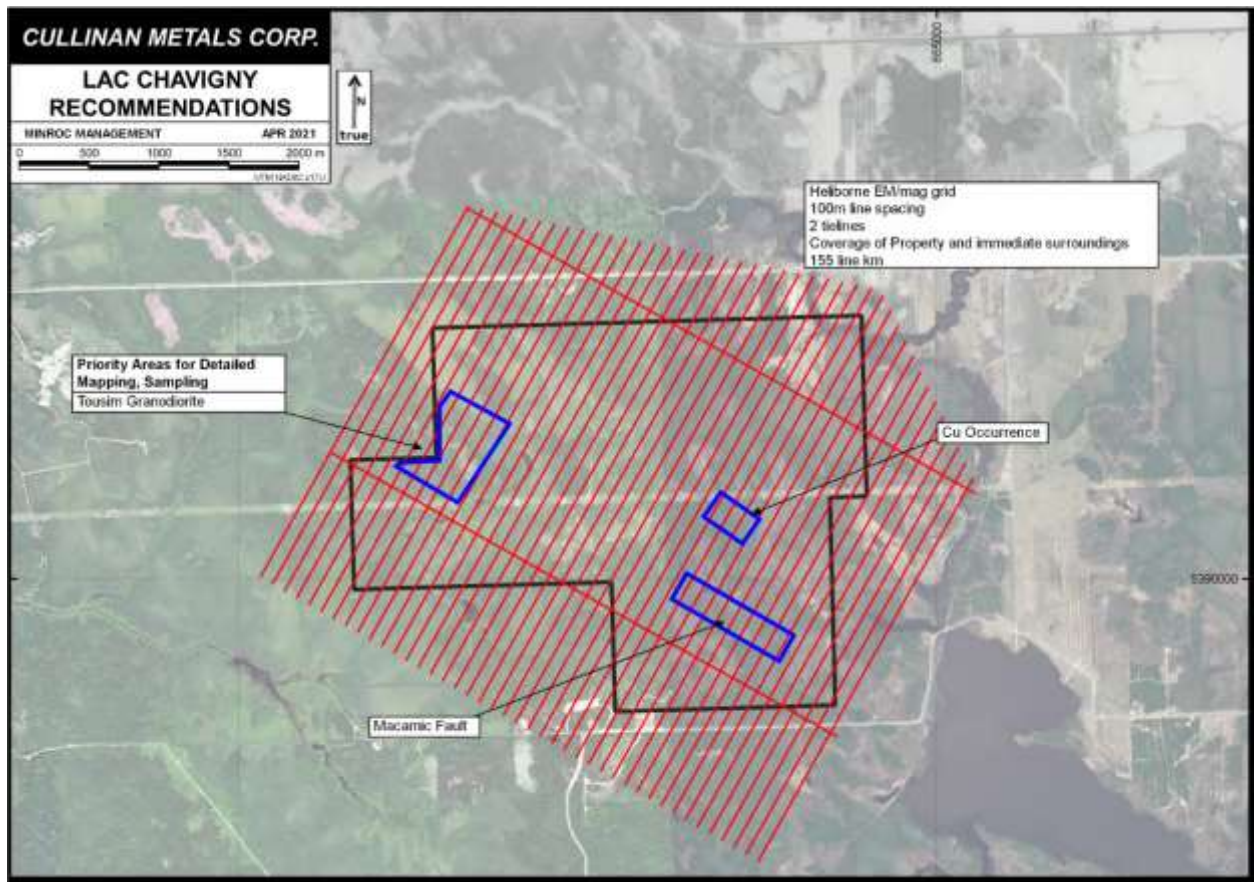 CULLINAN METALS CORP.
LAC CHAVIGNY
RECOMMENDATIONS
MINROC MANAGEMENT APR 2021
0 500 1000 1500 2000 m
N
true
Heliborne EM/mag grid
100m line spacing
2 tielines
Coverage of Property and immediate surroundings
155 line km
Priority Areas for Detailed
Mapping, Sampling
Tousim Granodiorite
Cu Occurrence
5390000
Macamic Fault